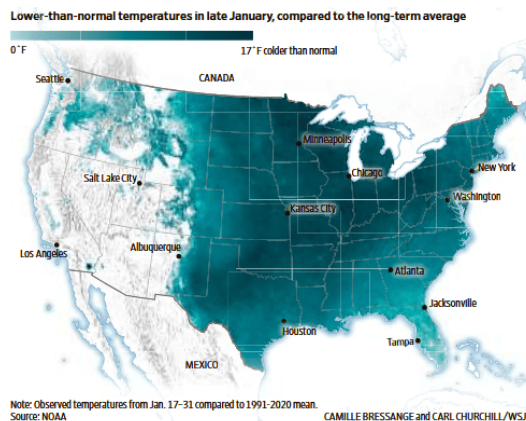 Lower-than-normal temperatures in late January, compared to the long-term average
0˚F 17˚F colder than normal
CANADA
Seattle
Minneapolis
Chicago
New York
Salt Lake City
Washington
Kansas City
Los Angeles
Albuquerque
Atlanta
Jacksonville
Houston
Tampa
MEXICO
Note: Observed temperatures from Jan. 17-31 compared to 1991-2020 mean.
Source: NOAA CAMILLE BRESSANGE and CARL CHURCHILL/WSJ